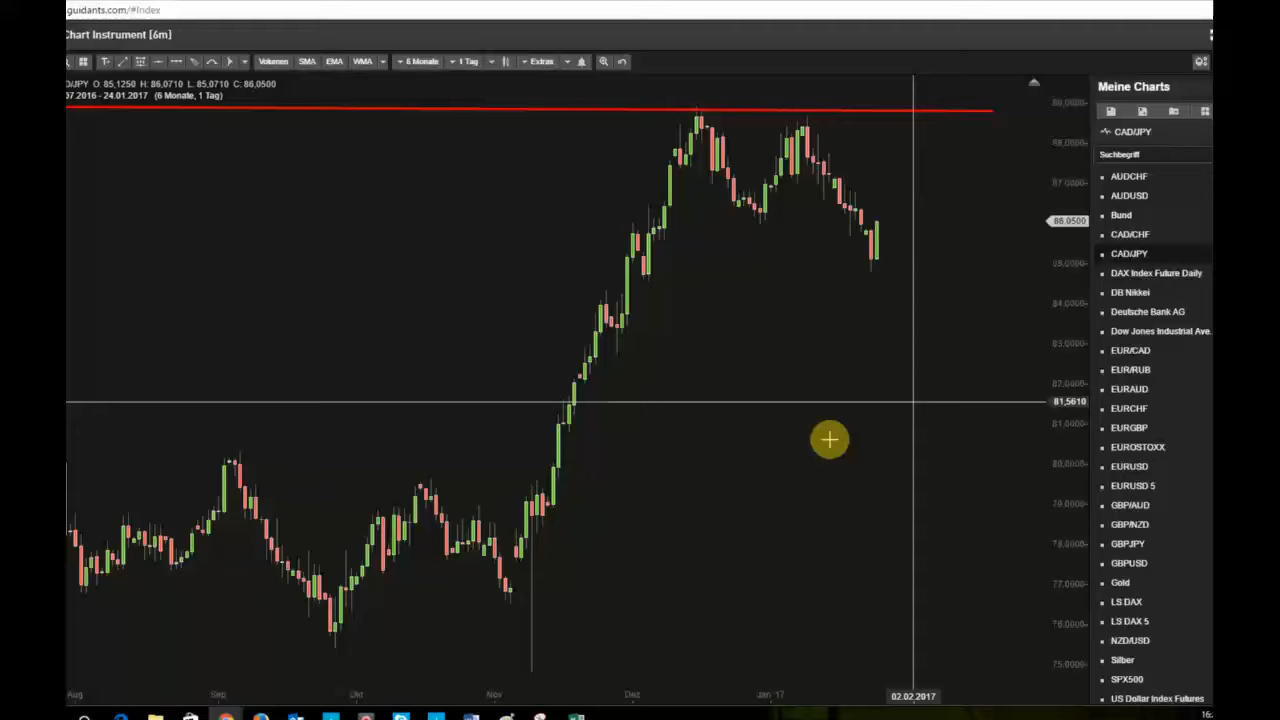 guidants.com/#Index
Chart Instrument [6m]
Volumen SMA EMA WMA 6 Monate 1 Tag Extras
D/JPY O: 85,1250 H: 86,0710 L: 85,0710 C: 86,0500
.07.2016 - 24.01.2017 (6 Monate, 1 Tag)
Meine Charts
CAD/JPY
Suchbegriff
AUDCHF
AUDUSD
Bund
CAD/CHF
CAD/JPY
DAX Index Future Daily
DB Nikkei
Deutsche Bank AG
Dow Jones Industrial Ave.
EUR/CAD
EUR/RUB
EURAUD
EURCHF
EURGBP
EUROSTOXX
EURUSD
EURUSD 5
GBP/AUD
GBP/NZD
GBPJPY
GBPUSD
Gold
LS DAX
LS DAX 5
NZD/USD
Silber
SPX500
US Dollar Index Futures
88,0000
87,0000
86,0500
85,0000
84,0000
83,0000
82,0000
81,5610
81,0000
80,0000
79,0000
78,0000
77,0000
76,0000
75,0000
Aug Sep Okt Nov Dez Jan '17 02.02.2017
16: